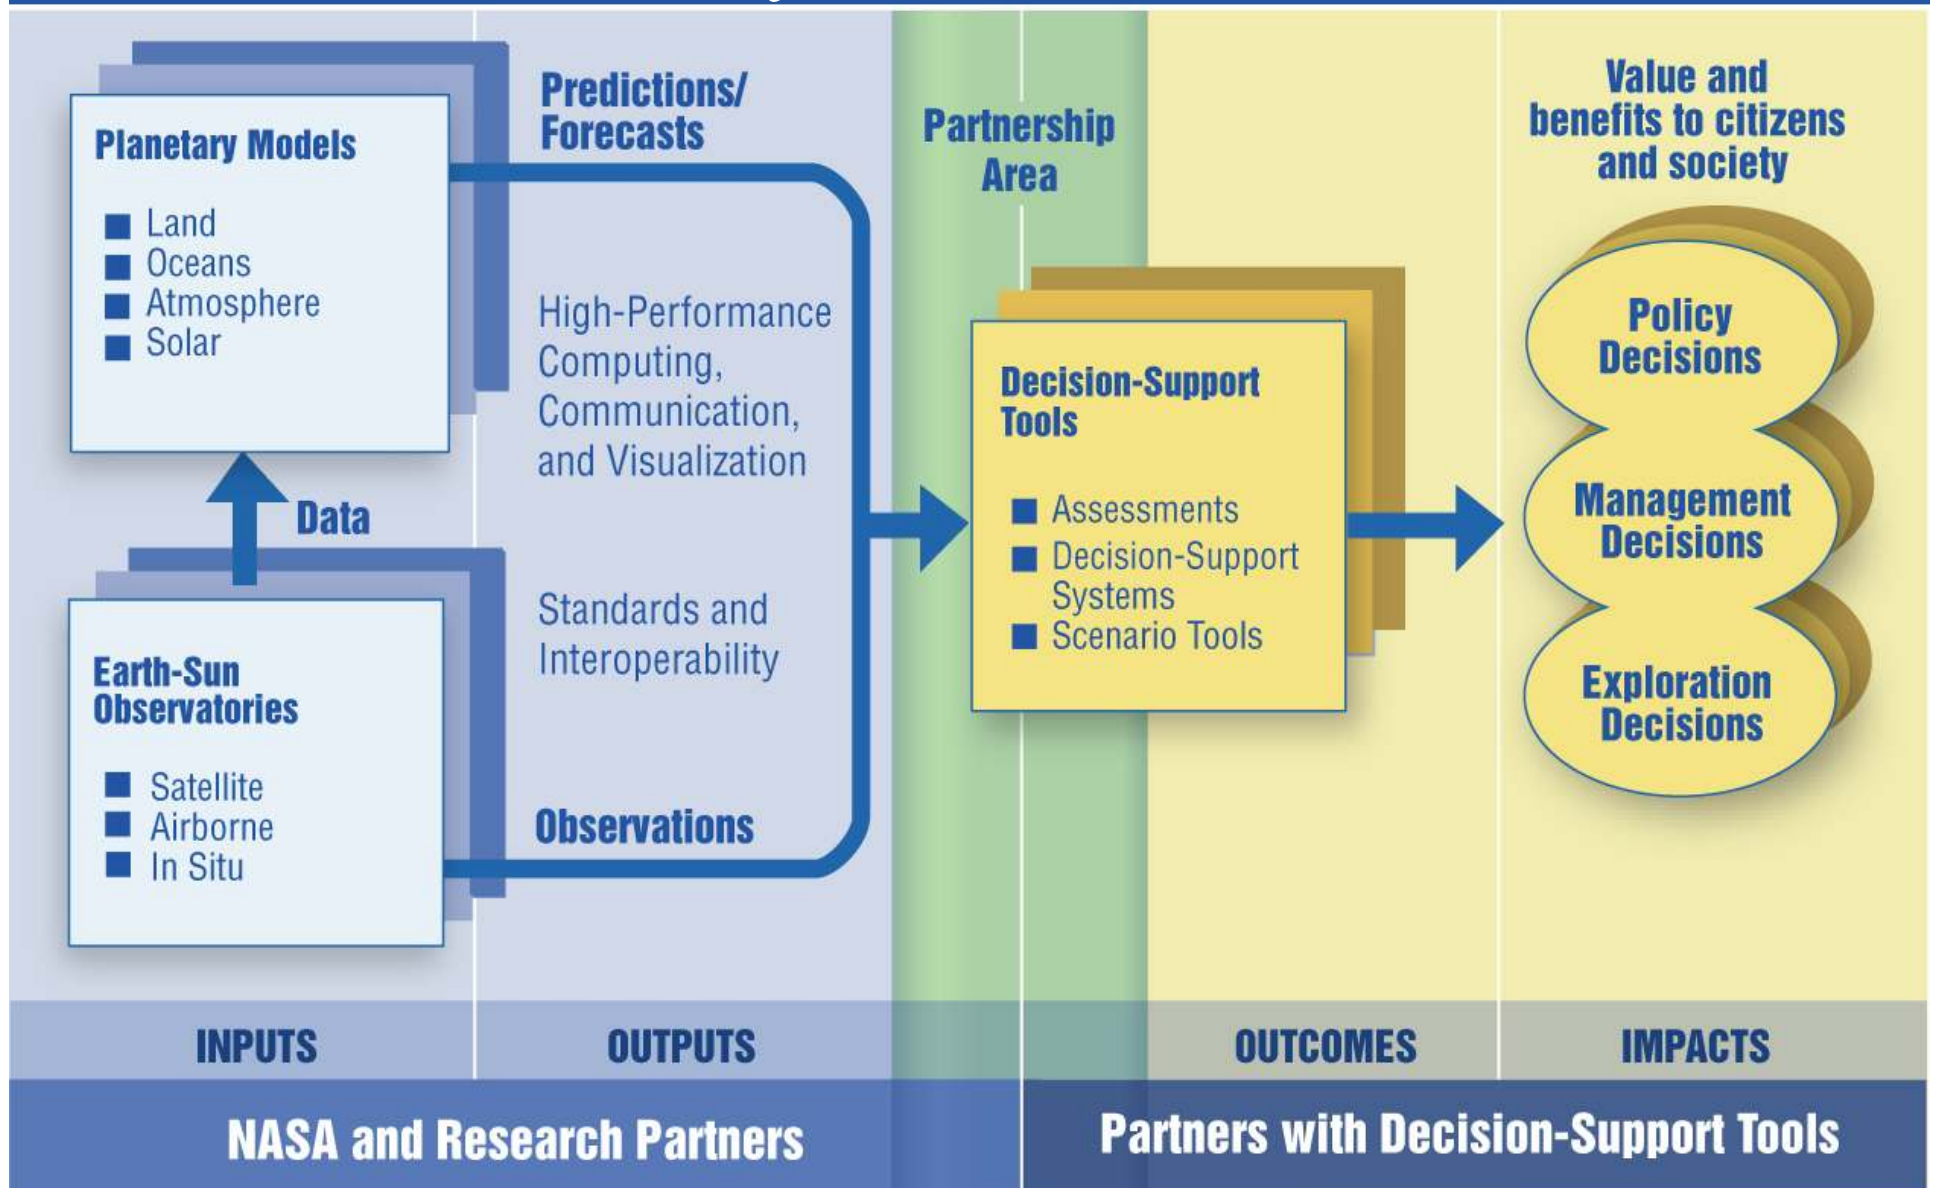 Planetary Models
Land
Oceans
Atmosphere
Solar
Data
Earth-Sun
Observatories
Satellite
Airborne
In Situ
Predictions/
Forecasts
High-Performance
Computing,
Communication,
and Visualization
Standards and
Interoperability
Observations
Partnership
Area
Decision-Support
Tools
Assessments
Decision-Support
Systems
Scenario Tools
Value and
benefits to citizens
and society
Policy
Decisions
Management
Decisions
Exploration
Decisions
INPUTS
OUTPUTS
OUTCOMES
IMPACTS
NASA and Research Partners
Partners with Decision-Support Tools